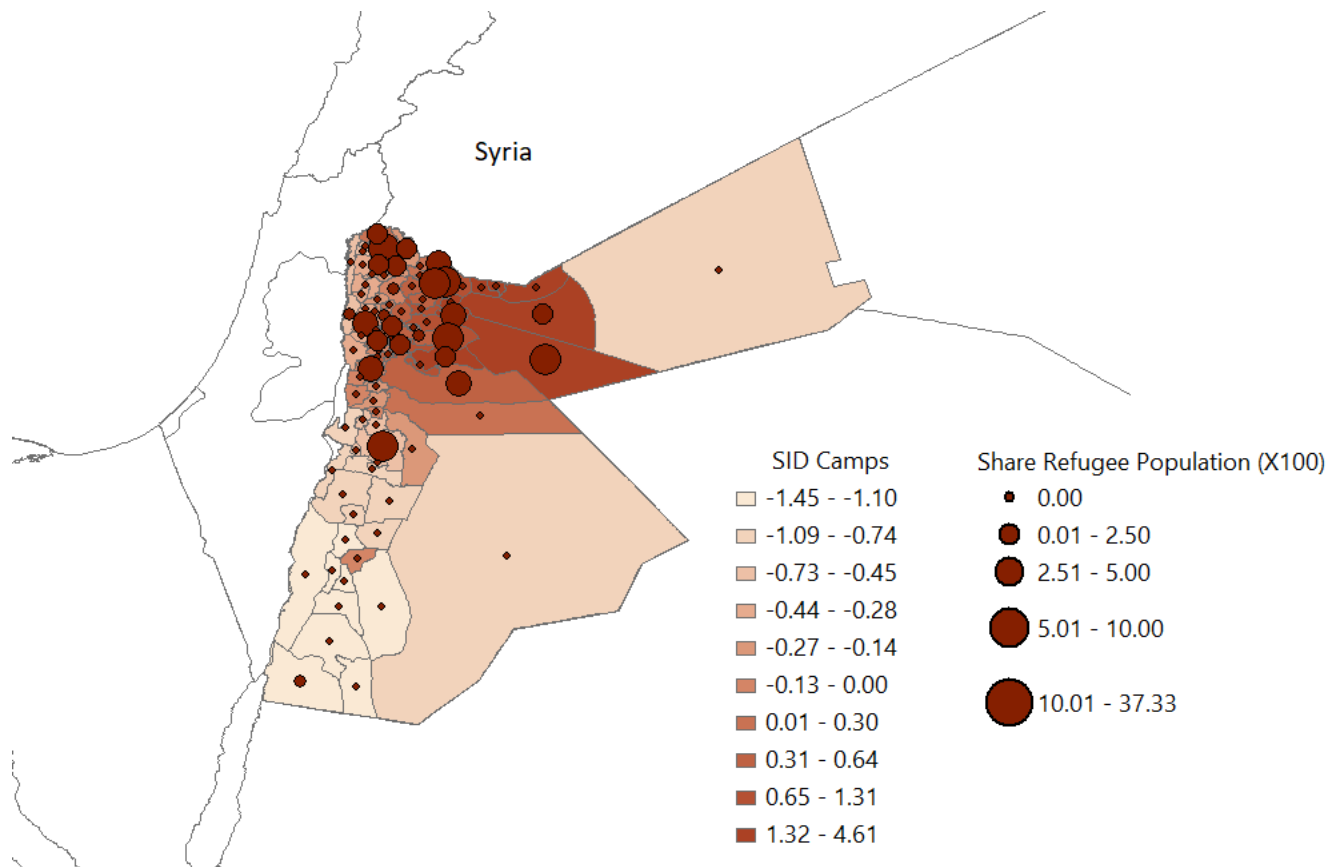 Syria
SID Camps
-1.45 - -1.10
-1.09 - -0.74
-0.73 - -0.45
-0.44 - -0.28
-0.27 - -0.14
-0.13 - 0.00
0.01 - 0.30
0.31 - 0.64
0.65 - 1.31
1.32 - 4.61
Share Refugee Population (X100)
0.00
0.01 - 2.50
2.51 - 5.00
5.01 - 10.00
10.01 - 37.33